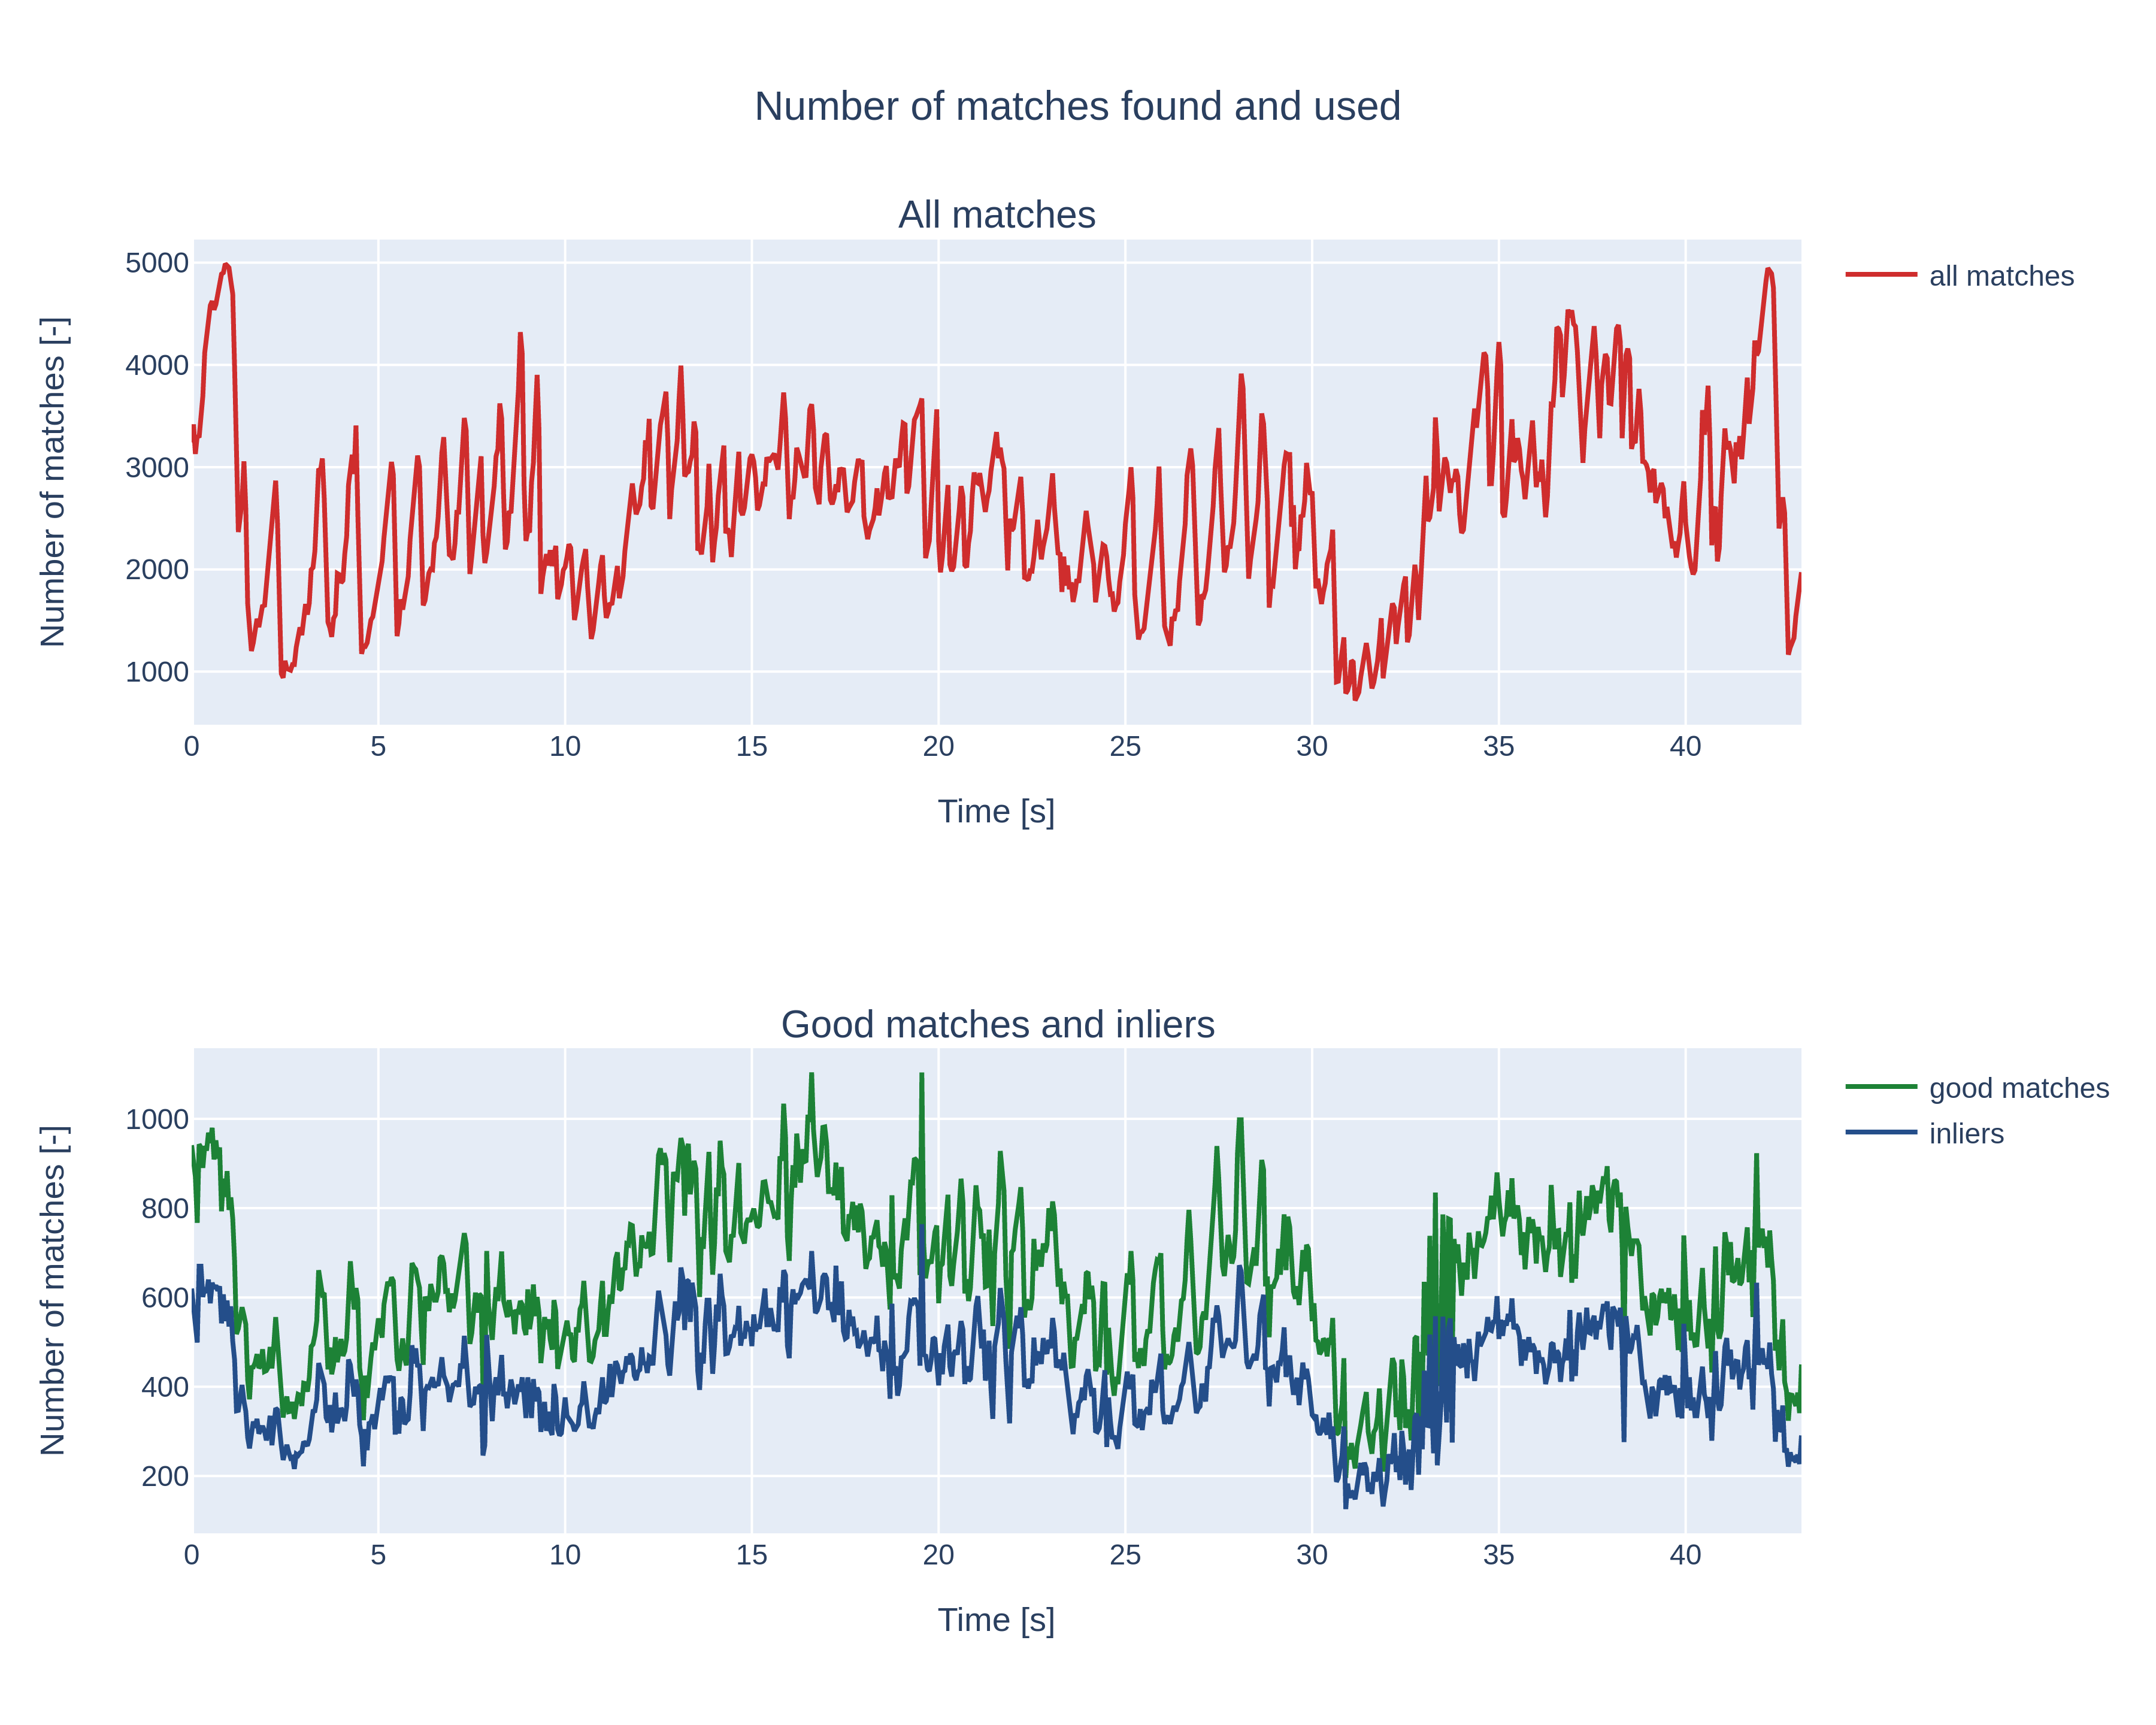 Number of matches found and used
All matches
5000
4000
3000
2000
1000
Number of matches [-]
0 5 10 15 20 25 30 35 40
Time [s]
all matches
Good matches and inliers
1000
800
600
400
200
Number of matches [-]
0 5 10 15 20 25 30 35 40
Time [s]
good matches
inliers